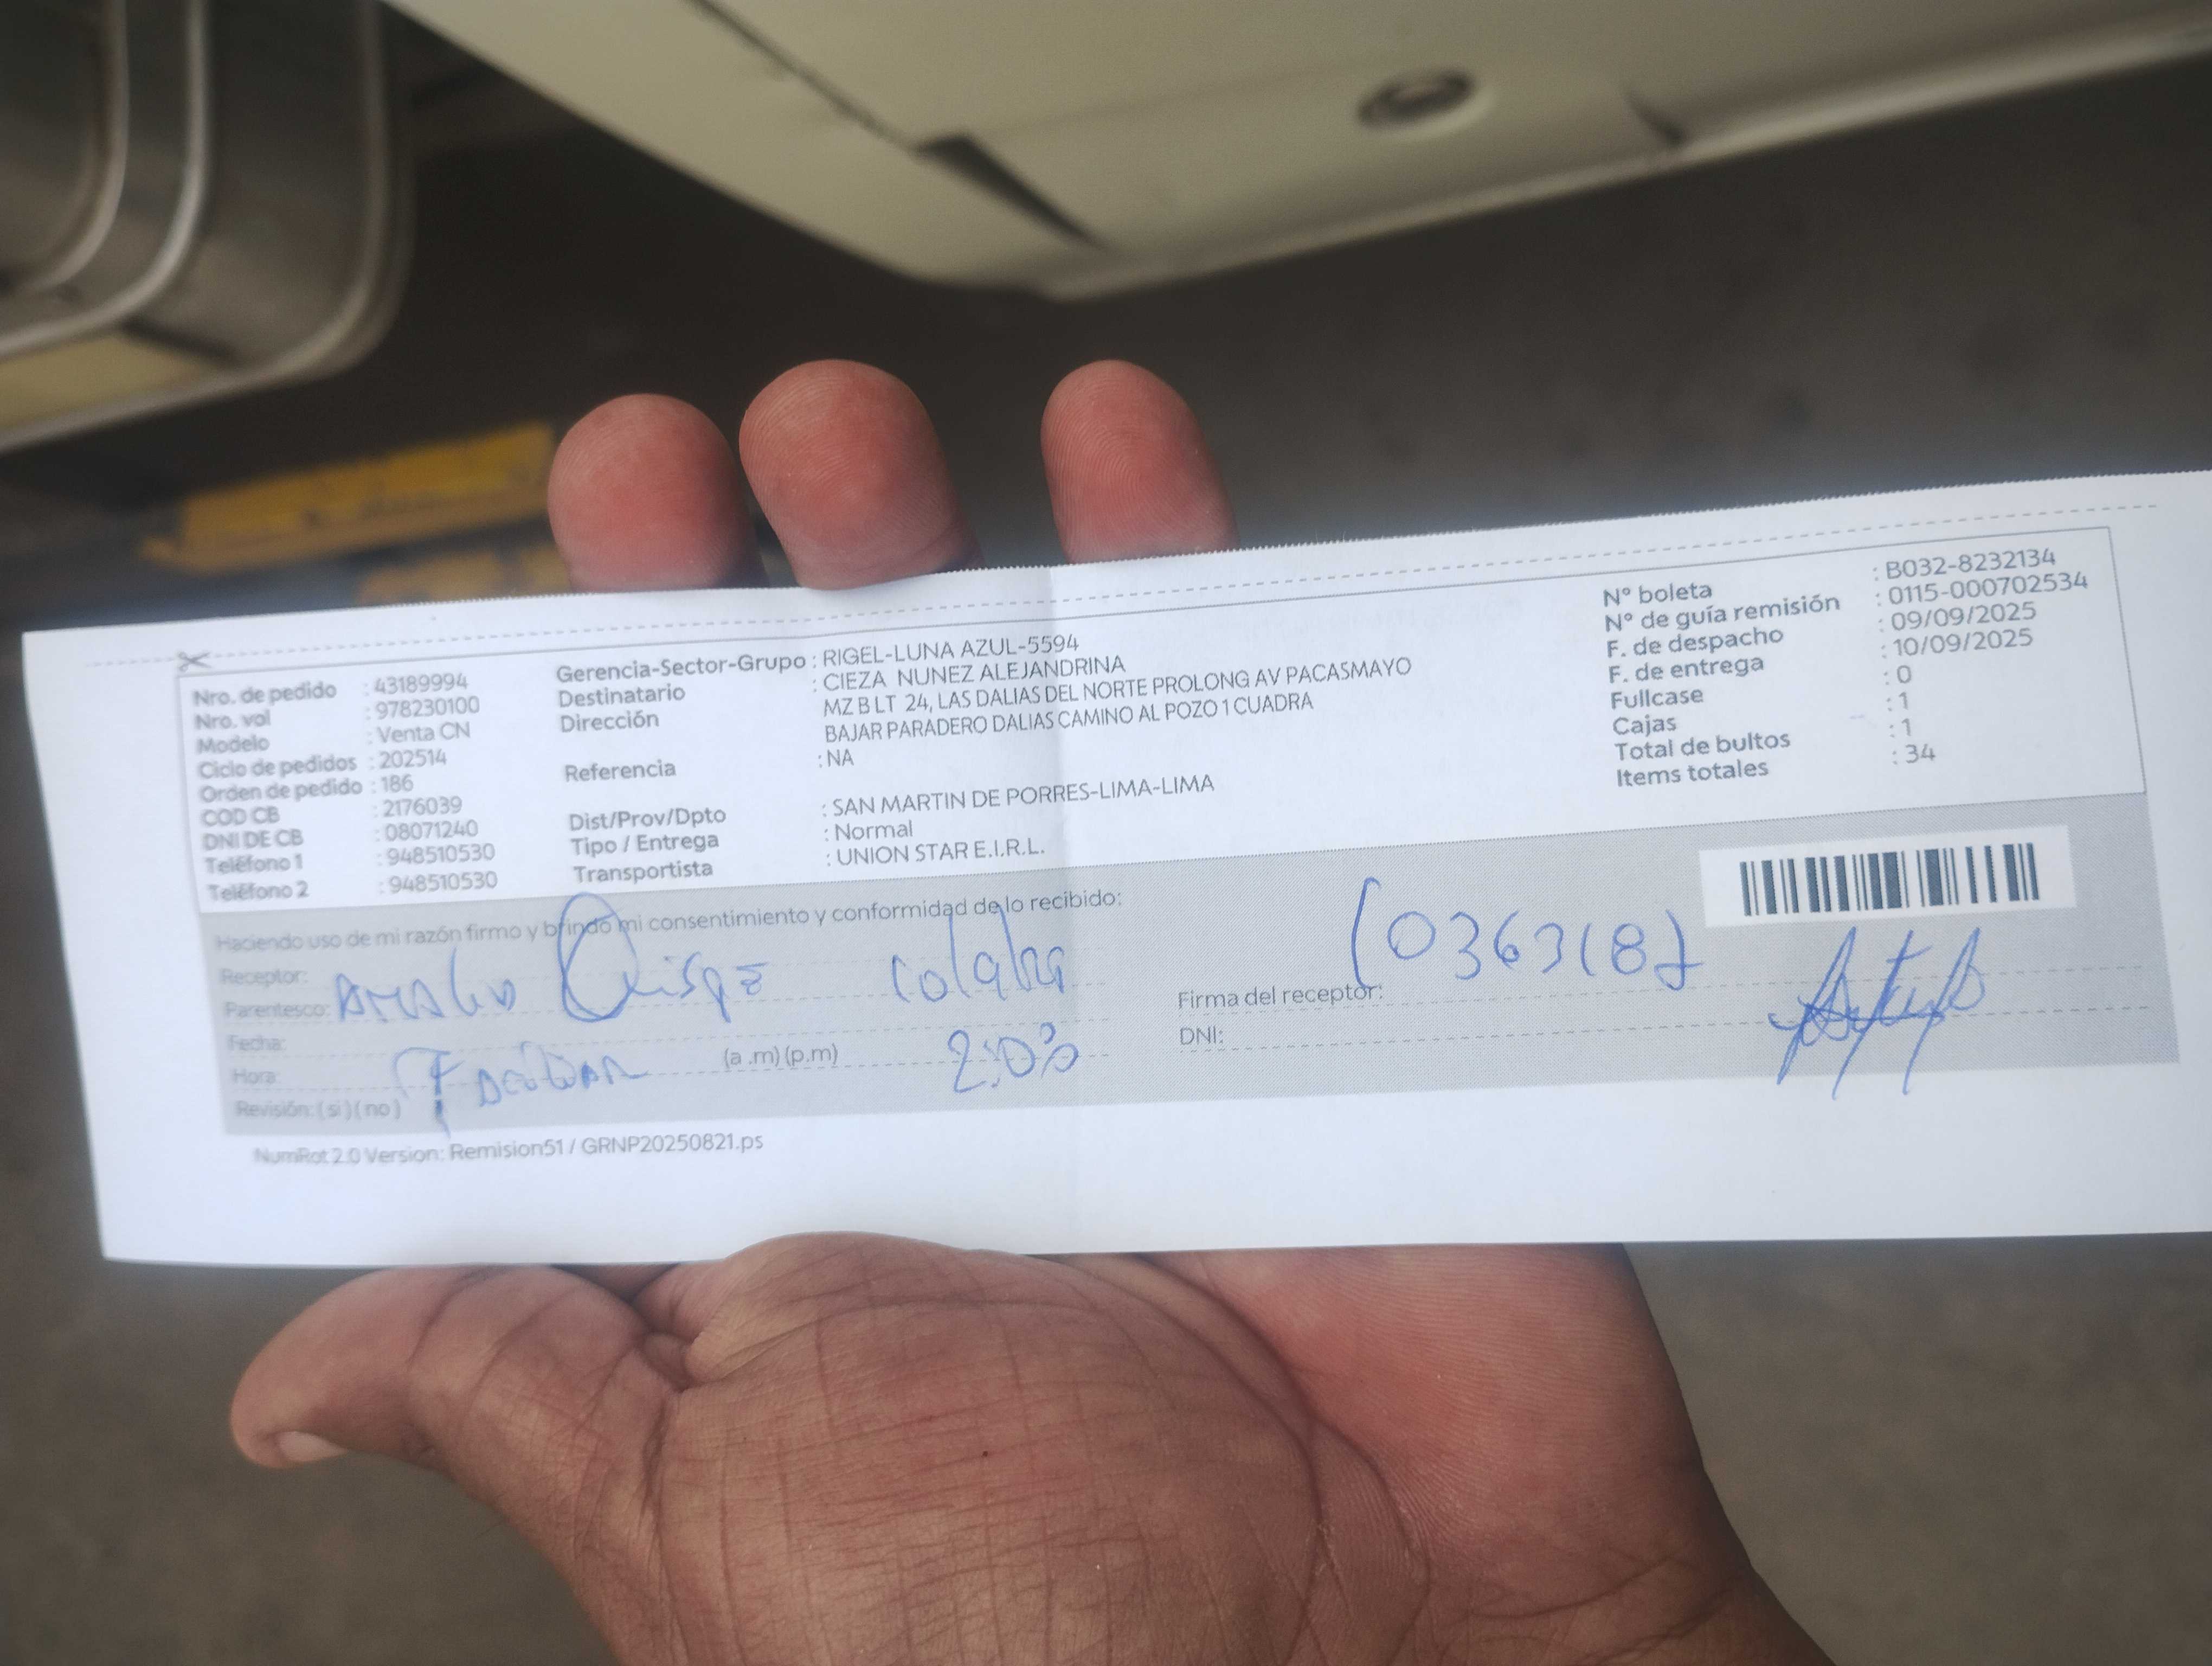 Nro. de pedido : 43189994
Nro. vol : 978230100
Modelo : Venta CN
Ciclo de pedidos : 202514
Orden de pedido : 186
COD CB : 2176039
DNI DE CB : 08071240
Teléfono 1 : 948510530
Teléfono 2 : 948510530
Gerencia-Sector-Grupo : RIGEL-LUNA AZUL-5594
Destinatario : CIEZA NUNEZ ALEJANDRINA
Dirección MZ B LT 24, LAS DALIAS DEL NORTE PROLONG AV PACASMAYO
BAJAR PARADERO DALIAS CAMINO AL POZO 1 CUADRA
Referencia : NA
Dist/Prov/Dpto : SAN MARTIN DE PORRES-LIMA-LIMA
Tipo / Entrega : Normal
Transportista : UNION STAR E.I.R.L.
N° boleta : B032-8232134
N° de guía remisión : 0115-000702534
F. de despacho : 09/09/2025
F. de entrega : 10/09/2025
Fullcase : 0
Cajas : 1
Total de bultos : 1
Items totales : 34
Haciendo uso de mi razón firmo y brindo mi consentimiento y conformidad de lo recibido:
Receptor:
Parentesco: Quispe
Fecha:
Hora: (a .m) (p.m)
Revisión: ( si ) ( no )
Firma del receptor:
DNI:
NumRot 2.0 Version: Remision51 / GRNP20250821.ps